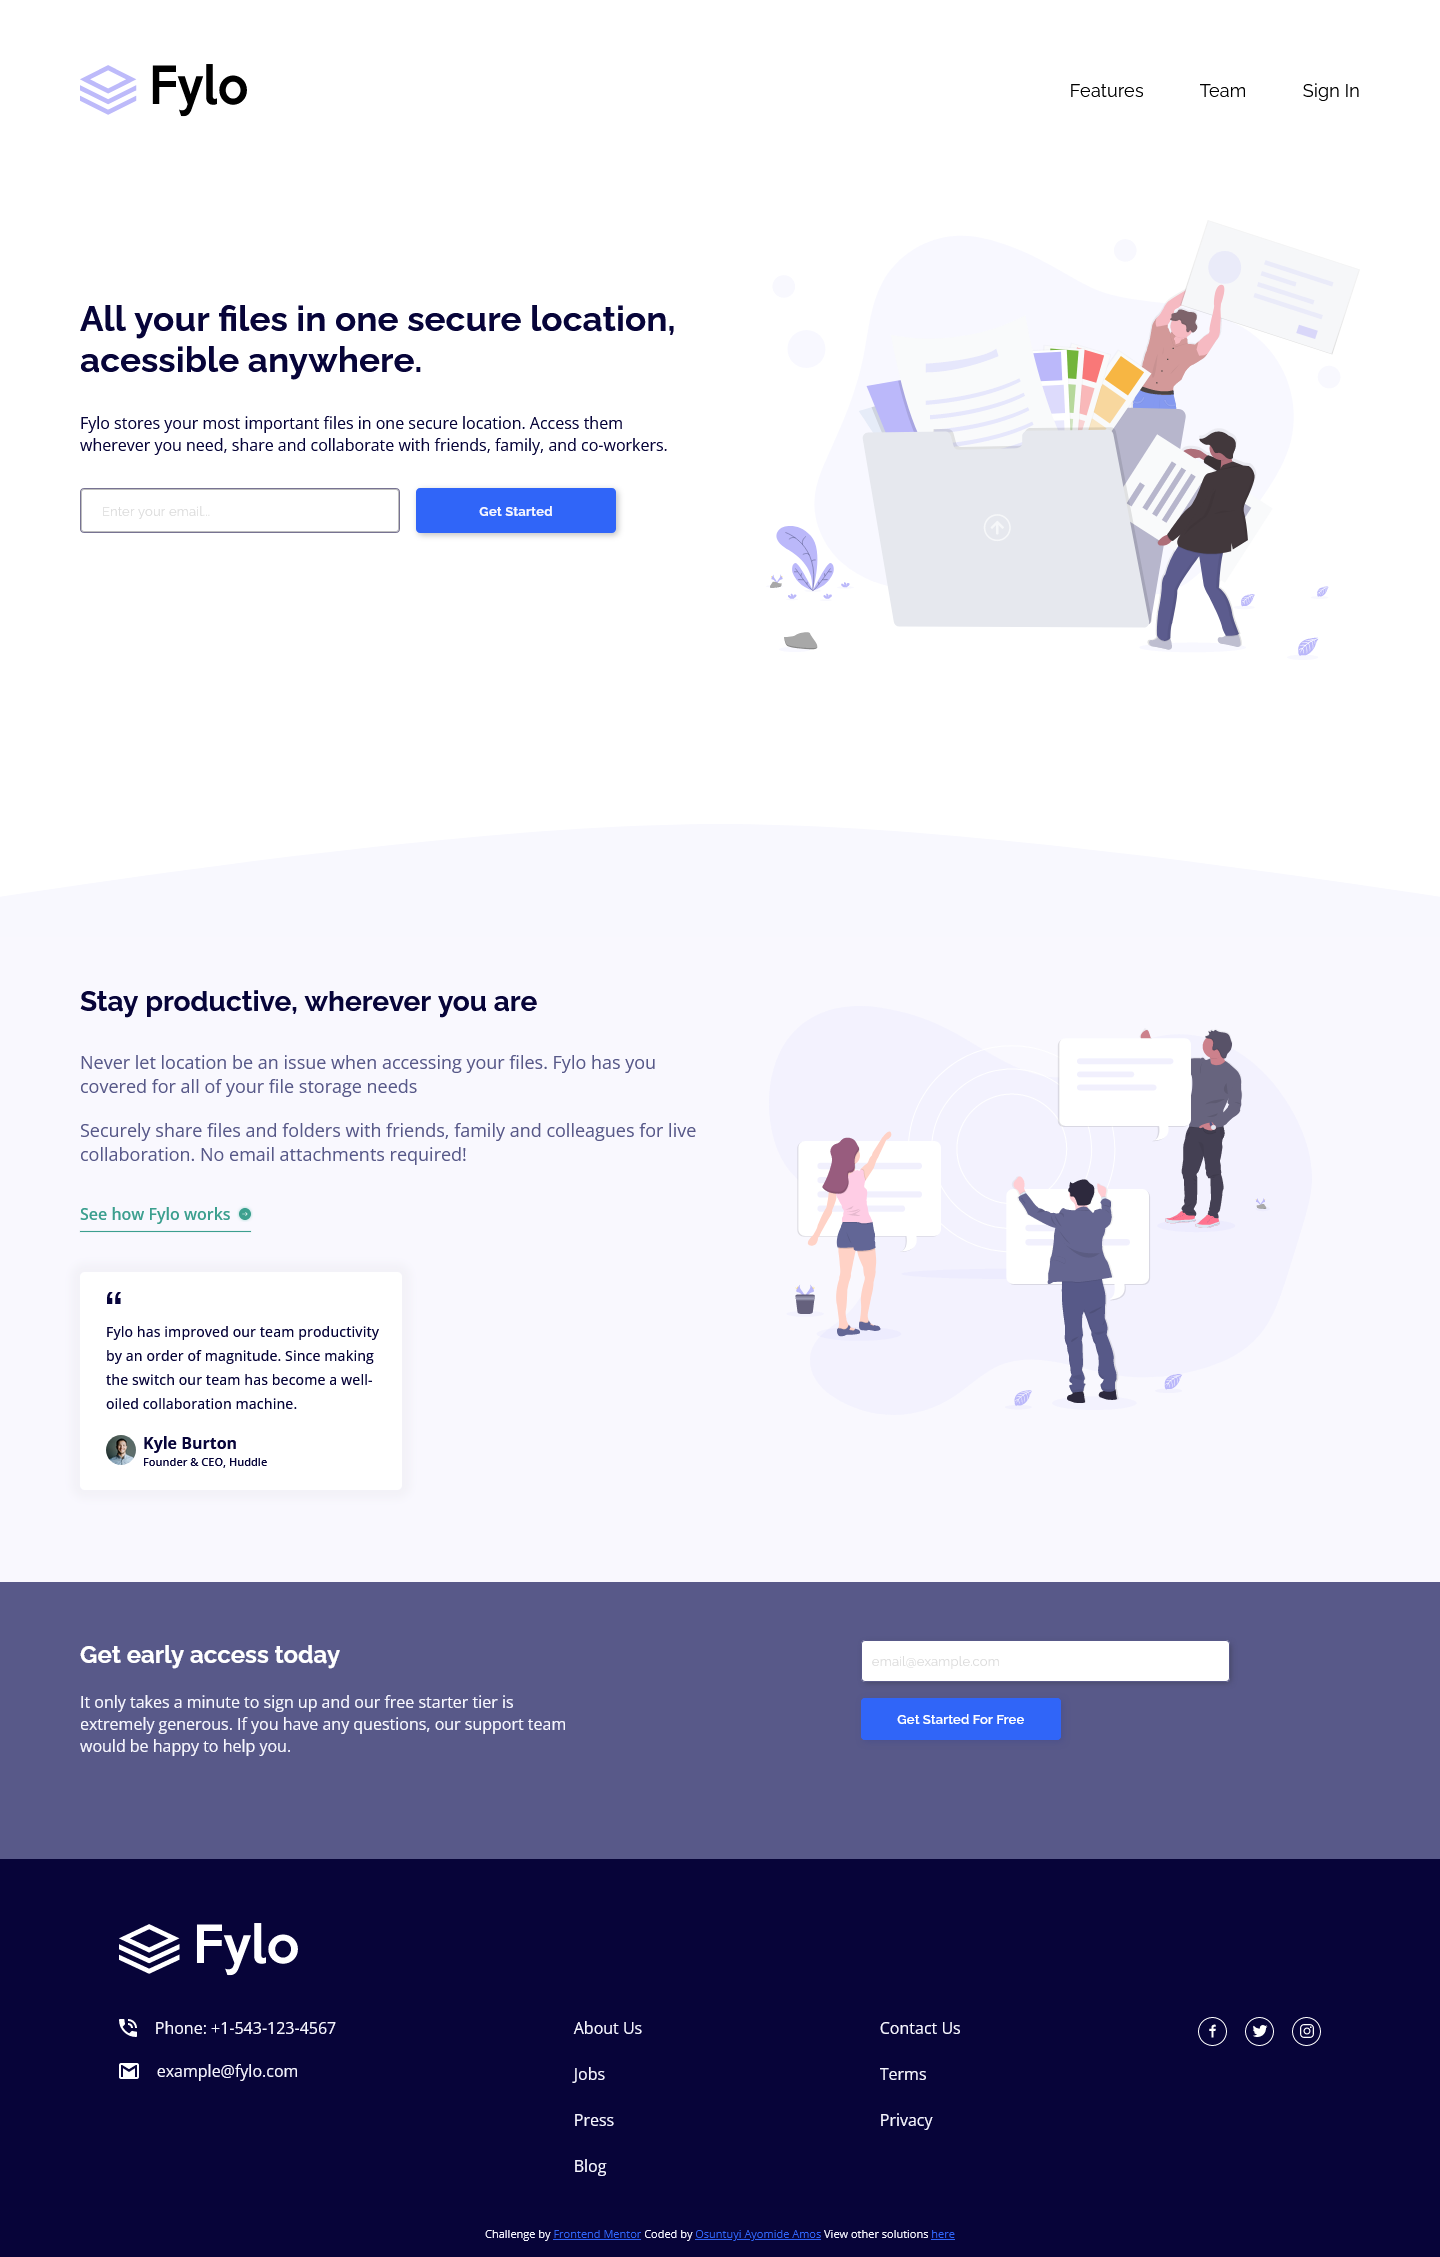 Fylo
Features
Team
Sign In
All your files in one secure location,
acessible anywhere.
Fylo stores your most important files in one secure location. Access them
wherever you need, share and collaborate with friends, family, and co-workers.
Enter your email...
Get Started
Stay productive, wherever you are
Never let location be an issue when accessing your files. Fylo has you
covered for all of your file storage needs
Securely share files and folders with friends, family and colleagues for live
collaboration. No email attachments required!
See how Fylo works
“
Fylo has improved our team productivity
by an order of magnitude. Since making
the switch our team has become a well-
oiled collaboration machine.
Kyle Burton
Founder & CEO, Huddle
Get early access today
It only takes a minute to sign up and our free starter tier is
extremely generous. If you have any questions, our support team
would be happy to help you.
email@example.com
Get Started For Free
Fylo
Phone: +1-543-123-4567
example@fylo.com
About Us
Jobs
Press
Blog
Contact Us
Terms
Privacy
Challenge by Frontend Mentor Coded by Osuntuyi Ayomide Amos View other solutions here